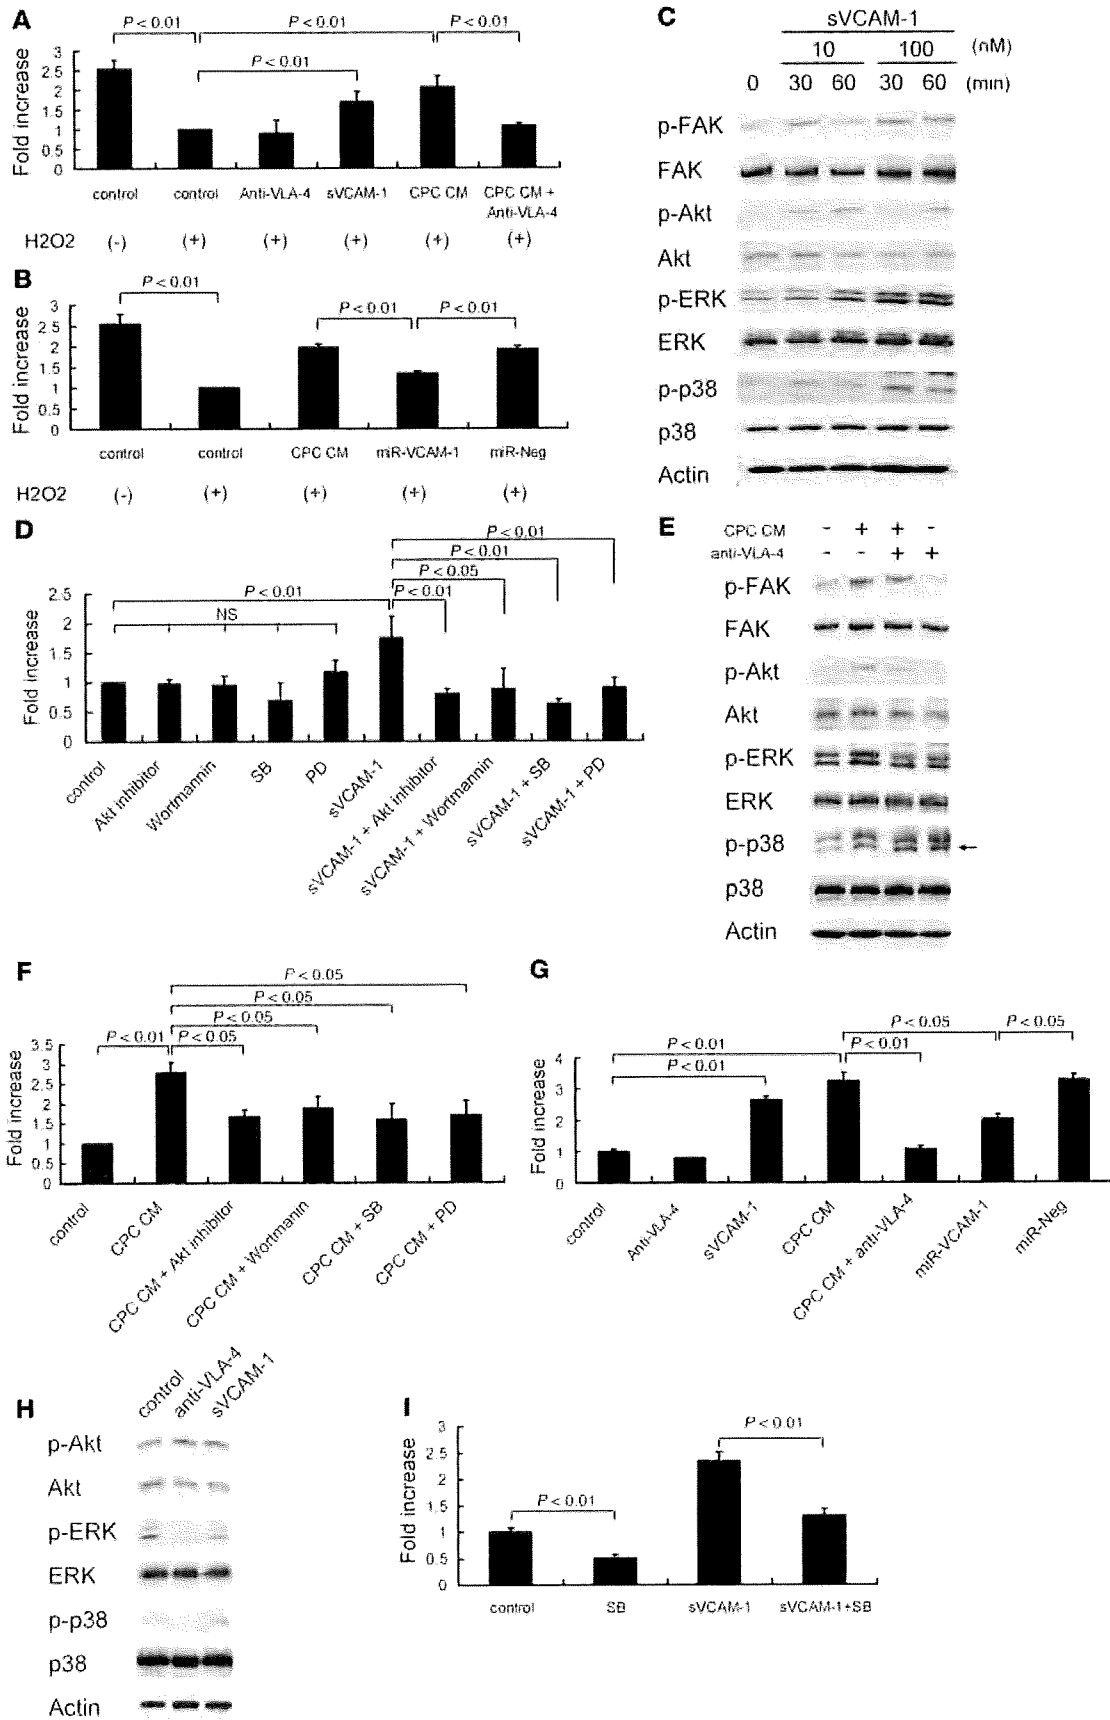 A
P < 0.01
P < 0.01
P < 0.01
P < 0.01
Fold increase
3
2.5
2
1.5
1
0.5
0
control
control
Anti-VLA-4
sVCAM-1
CPC CM
CPC CM +
Anti-VLA-4
H2O2
(-)
(+)
(+)
(+)
(+)
(+)
B
P < 0.01
P < 0.01
P < 0.01
Fold increase
3
2.5
2
1.5
1
0.5
0
control
control
CPC CM
miR-VCAM-1
miR-Neg
H2O2
(-)
(+)
(+)
(+)
(+)
C
sVCAM-1
10
100
(nM)
0
30
60
30
60
(min)
p-FAK
FAK
p-Akt
Akt
p-ERK
ERK
p-p38
p38
Actin
D
P < 0.01
P < 0.01
P < 0.05
P < 0.01
P < 0.01
NS
Fold increase
2.5
2
1.5
1
0.5
0
control
Akt inhibitor
Wortmannin
SB
PD
sVCAM-1
sVCAM-1 + Akt inhibitor
sVCAM-1 + Wortmannin
sVCAM-1 + SB
sVCAM-1 + PD
E
CPC CM - + + -
anti-VLA-4 - - + +
p-FAK
FAK
p-Akt
Akt
p-ERK
ERK
p-p38
p38
Actin
F
P < 0.05
P < 0.05
P < 0.05
P < 0.01
P < 0.05
Fold increase
3.5
3
2.5
2
1.5
1
0.5
0
control
CPC CM
CPC CM + Akt inhibitor
CPC CM + Wortmannin
CPC CM + SB
CPC CM + PD
G
P < 0.05
P < 0.05
P < 0.01
P < 0.01
P < 0.01
Fold increase
4
3
2
1
0
control
Anti-VLA-4
sVCAM-1
CPC CM
CPC CM + anti-VLA-4
miR-VCAM-1
miR-Neg
H
control
anti-VLA-4
sVCAM-1
p-Akt
Akt
p-ERK
ERK
p-p38
p38
Actin
I
P < 0.01
P < 0.01
Fold increase
3
2.5
2
1.5
1
0.5
0
control
SB
sVCAM-1
sVCAM-1+SB